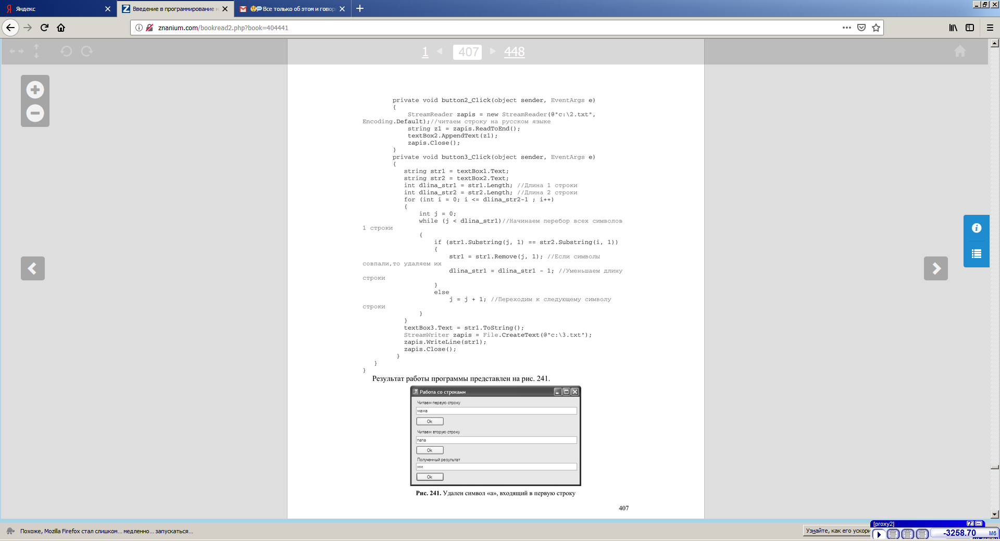 Яндекс
Введение в программирование н
Все только об этом и говор
znanium.com/bookread2.php?book=404441
1 407 448
private void button2_Click(object sender, EventArgs e)
{
StreamReader zapis = new StreamReader(@"c:\2.txt",
Encoding.Default);//читаем строку на русском языке
string z1 = zapis.ReadToEnd();
textBox2.AppendText(z1);
zapis.Close();
}
private void button3_Click(object sender, EventArgs e)
{
string str1 = textBox1.Text;
string str2 = textBox2.Text;
int dlina_str1 = str1.Length; //Длина 1 строки
int dlina_str2 = str2.Length; //Длина 2 строки
for (int i = 0; i <= dlina_str2-1 ; i++)
{
int j = 0;
while (j < dlina_str1)//Начинаем перебор всех символов
1 строки
{
if (str1.Substring(j, 1) == str2.Substring(i, 1))
{
str1 = str1.Remove(j, 1); //Если символы
совпали,то удаляем их
dlina_str1 = dlina_str1 - 1; //Уменьшаем длину
строки
}
else
j = j + 1; //Переходим к следующему символу
строки
}
}
textBox3.Text = str1.ToString();
StreamWriter zapis = File.CreateText(@"c:\3.txt");
zapis.WriteLine(str1);
zapis.Close();
}
}
}
Результат работы программы представлен на рис. 241.
Работа со строками
Читаем первую строку
мама
Ok
Читаем вторую строку
папа
Ok
Полученный результат
мм
Ok
Рис. 241. Удален символ «а», входящий в первую строку
407
Похоже, Mozilla Firefox стал слишком… медленно… запускаться…
Узнайте, как его ускори
[proxy2]
-3258.70 Мб